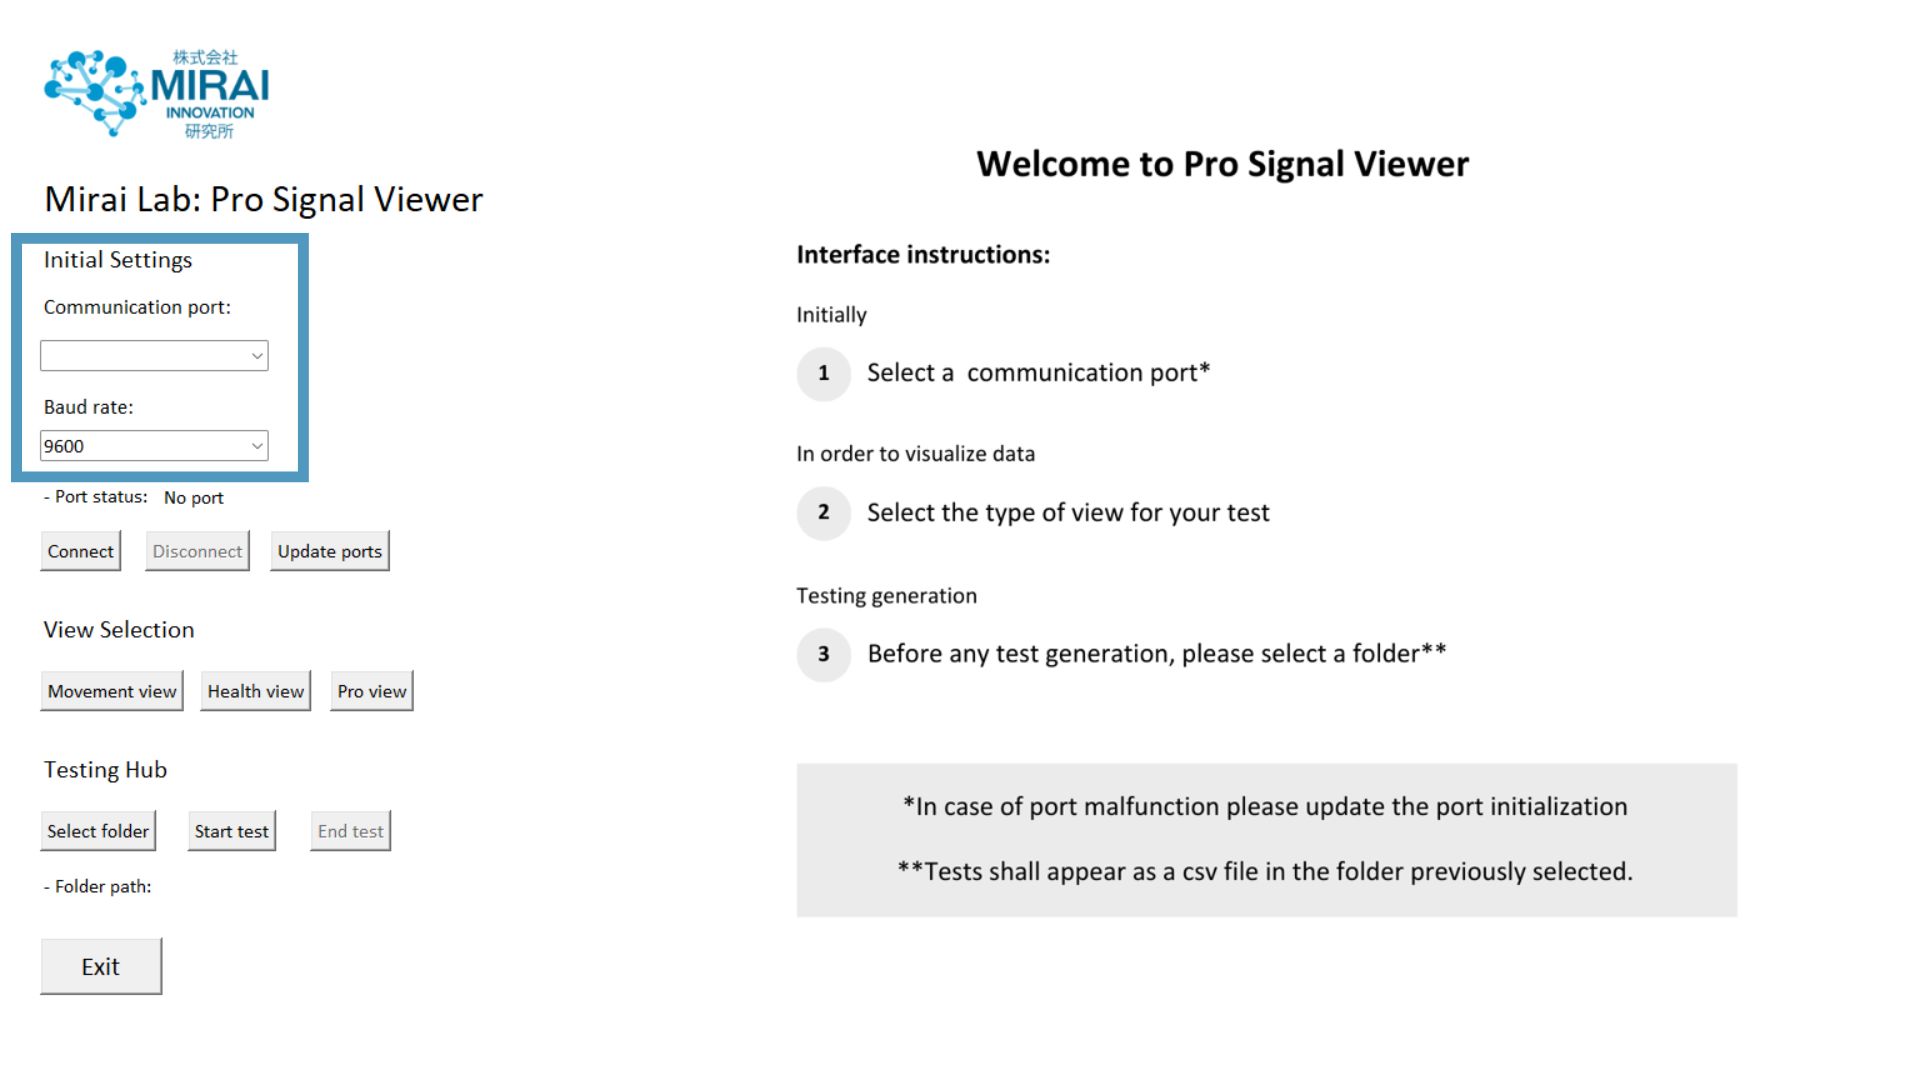 株式会社
MIRAI
INNOVATION
研究所
Mirai Lab: Pro Signal Viewer
Initial Settings
Communication port:
Baud rate:
9600
- Port status: No port
Connect Disconnect Update ports
View Selection
Movement view Health view Pro view
Testing Hub
Select folder Start test End test
- Folder path:
Exit
Welcome to Pro Signal Viewer
Interface instructions:
Initially
1 Select a communication port*
In order to visualize data
2 Select the type of view for your test
Testing generation
3 Before any test generation, please select a folder**
*In case of port malfunction please update the port initialization
**Tests shall appear as a csv file in the folder previously selected.